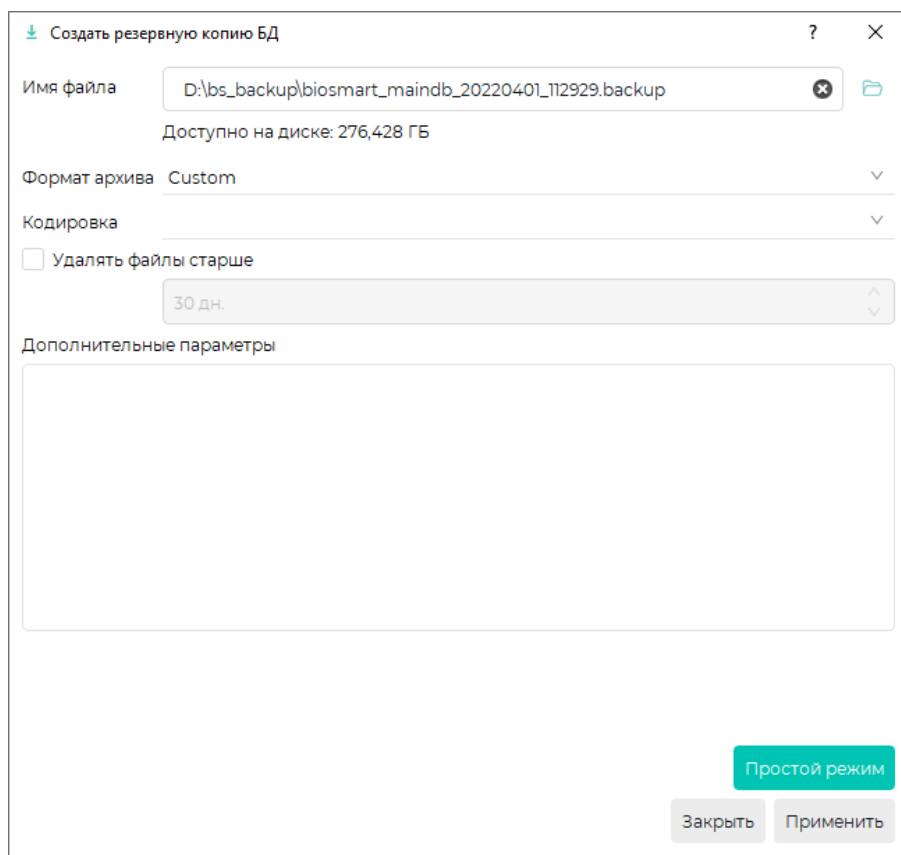 Создать резервную копию БД ?
Имя файла D:\bs_backup\biosmart_maindb_20220401_112929.backup
Доступно на диске: 276,428 ГБ
Формат архива Custom
Кодировка
Удалять файлы старше
30 дн.
Дополнительные параметры
Простой режим
Закрыть Применить